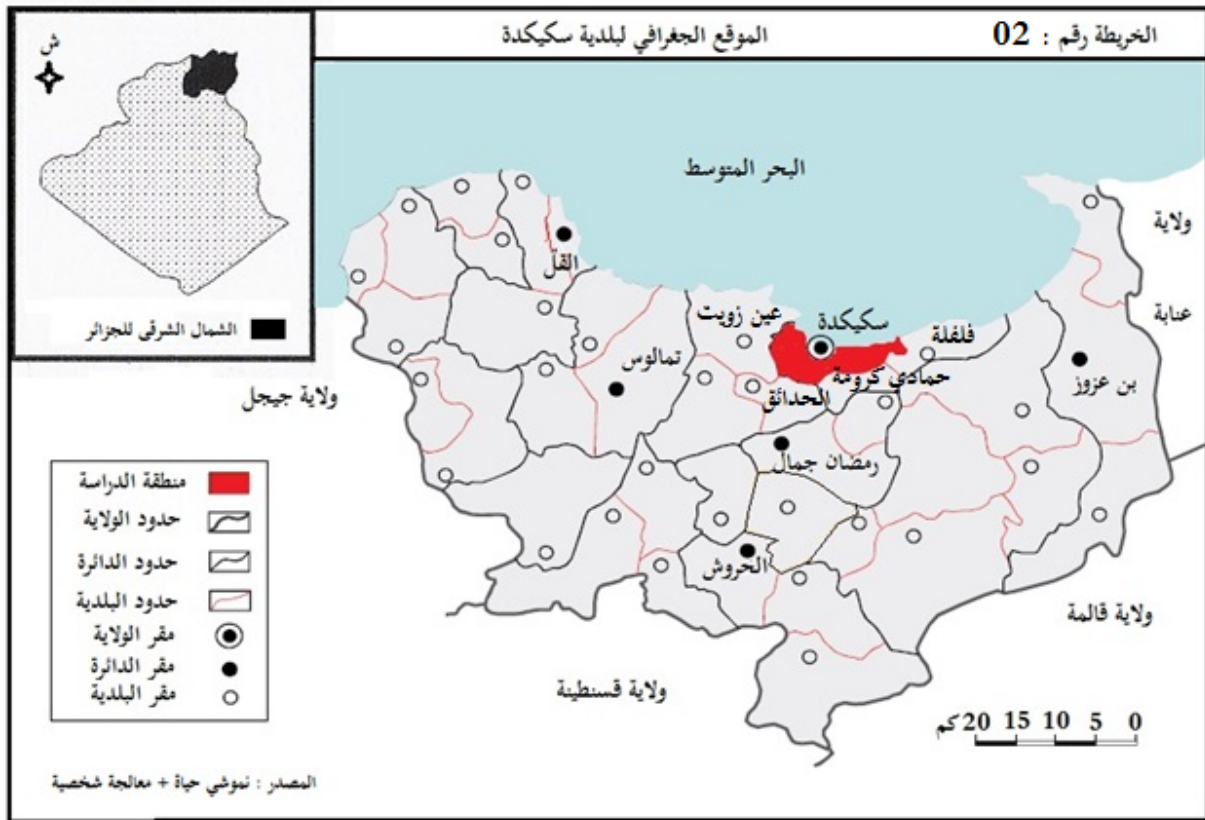 الخريطة رقم : 02
الموقع الجغرافي لبلدية سكيكدة
ش
الشمال الشرقي للجزائر
البحر المتوسط
ولاية
عنابة
القل
عين زويت
سكيكدة
فلفلة
تمالوس
حمادي كرومة
بن عزوز
الحدائق
ولاية جيجل
رمضان جمال
الحروش
ولاية قالمة
ولاية قسنطينة
منطقة الدراسة
حدود الولاية
حدود الدائرة
حدود البلدية
مقر الولاية
مقر الدائرة
مقر البلدية
0 5 10 15 20 كم
المصدر : نموشي حياة + معالجة شخصية